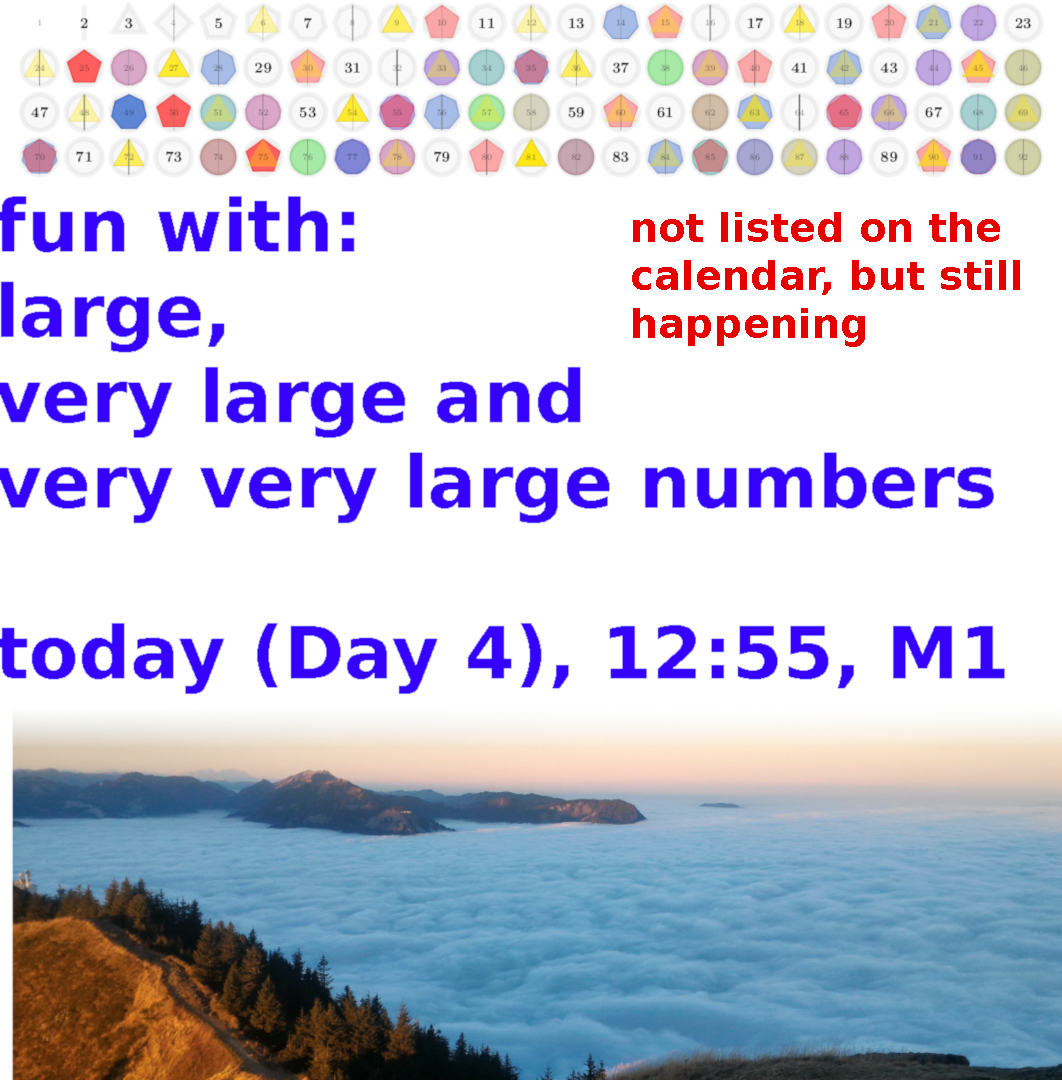 1 2 3 4 5 6 7 8 9 10 11 12 13 14 15 16 17 18 19 20 21 22 23
24 25 26 27 28 29 30 31 32 33 34 35 36 37 38 39 40 41 42 43 44 45 46
47 48 49 50 51 52 53 54 55 56 57 58 59 60 61 62 63 64 65 66 67 68 69
70 71 72 73 74 75 76 77 78 79 80 81 82 83 84 85 86 87 88 89 90 91 92
fun with:
large,
very large and
very very large numbers
not listed on the
calendar, but still
happening
today (Day 4), 12:55, M1